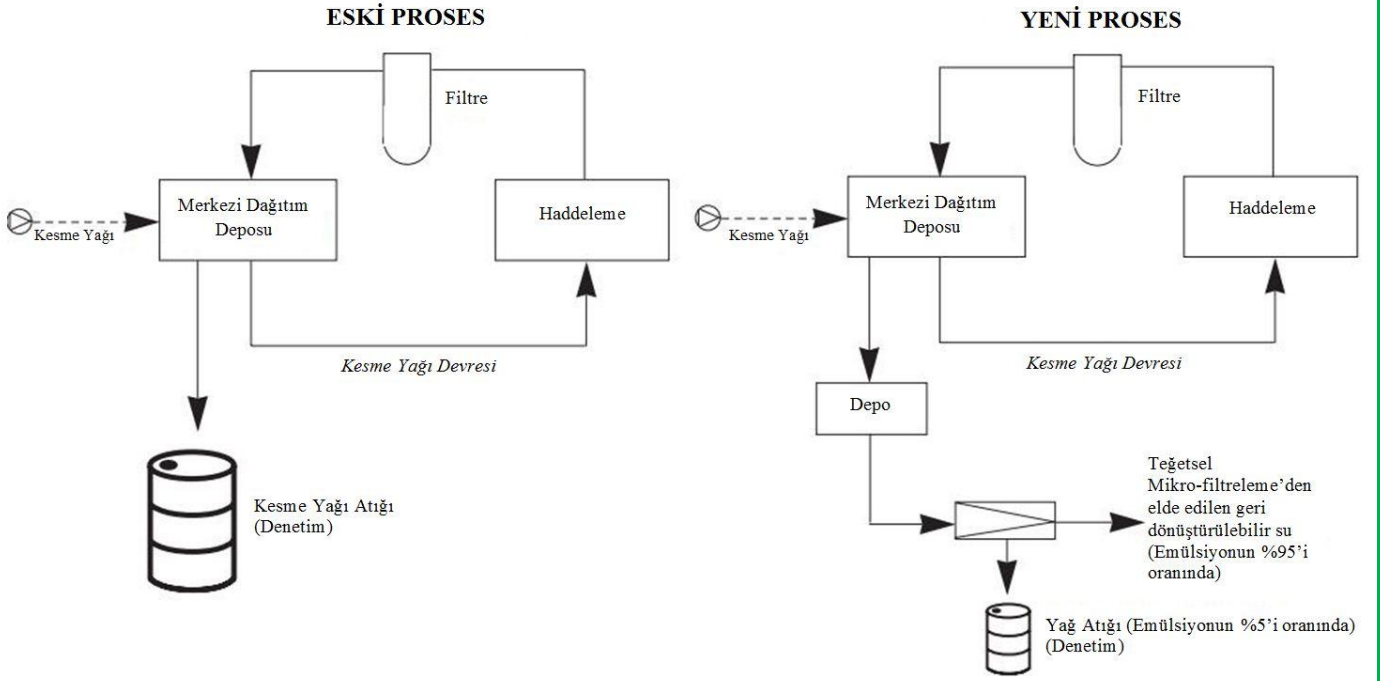 ESKİ PROSES
Filtre
Merkezi Dağıtım
Deposu
Haddeleme
Kesme Yağı
Kesme Yağı Devresi
Kesme Yağı Atığı
(Denetim)
YENİ PROSES
Filtre
Merkezi Dağıtım
Deposu
Haddeleme
Kesme Yağı
Kesme Yağı Devresi
Depo
Teğetsel
Mikro-filtreleme’den
elde edilen geri
dönüştürülebilir su
(Emülsiyonun %95’i
oranında)
Yağ Atığı (Emülsiyonun %5’i oranında)
(Denetim)